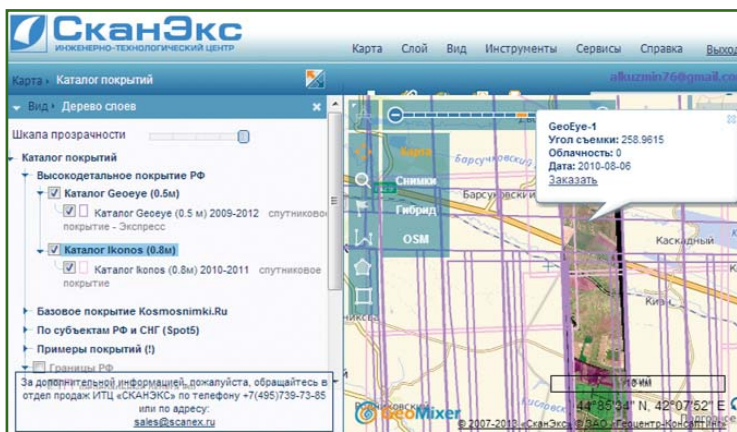 СканЭкс
ИНЖЕНЕРНО-ТЕХНОЛОГИЧЕСКИЙ ЦЕНТР
Карта Слой Вид Инструменты Сервисы Справка Выход
Карта › Каталог покрытий
alkuzmin76@gmail.com
Вид › Дерево слоев
Шкала прозрачности
Каталог покрытий
Высокодетальное покрытие РФ
Каталог Geoeye (0.5м)
Каталог Geoeye (0.5 м) 2009-2012 спутниковое
покрытие - Экспресс
Каталог Ikonos (0.8м)
Каталог Ikonos (0.8м) 2010-2011 спутниковое
покрытие
Базовое покрытие Kosmosnimki.Ru
По субъектам РФ и СНГ (Spot5)
Примеры покрытий (!)
Границы РФ
За дополнительной информацией, пожалуйста, обращайтесь в
отдел продаж ИТЦ «СКАНЭКС» по телефону +7(495)739-73-85
или по адресу:
sales@scanex.ru
Карта
Снимки
Гибрид
OSM
GeoEye-1
Угол съемки: 258.9615
Облачность: 0
Дата: 2010-08-06
Заказать
Каскадный
GeoMixer
44°85'34" N, 42°07'52" E
© 2007-2013 «СканЭкс» © ЗАО «Геоцентр-Консалтинг»